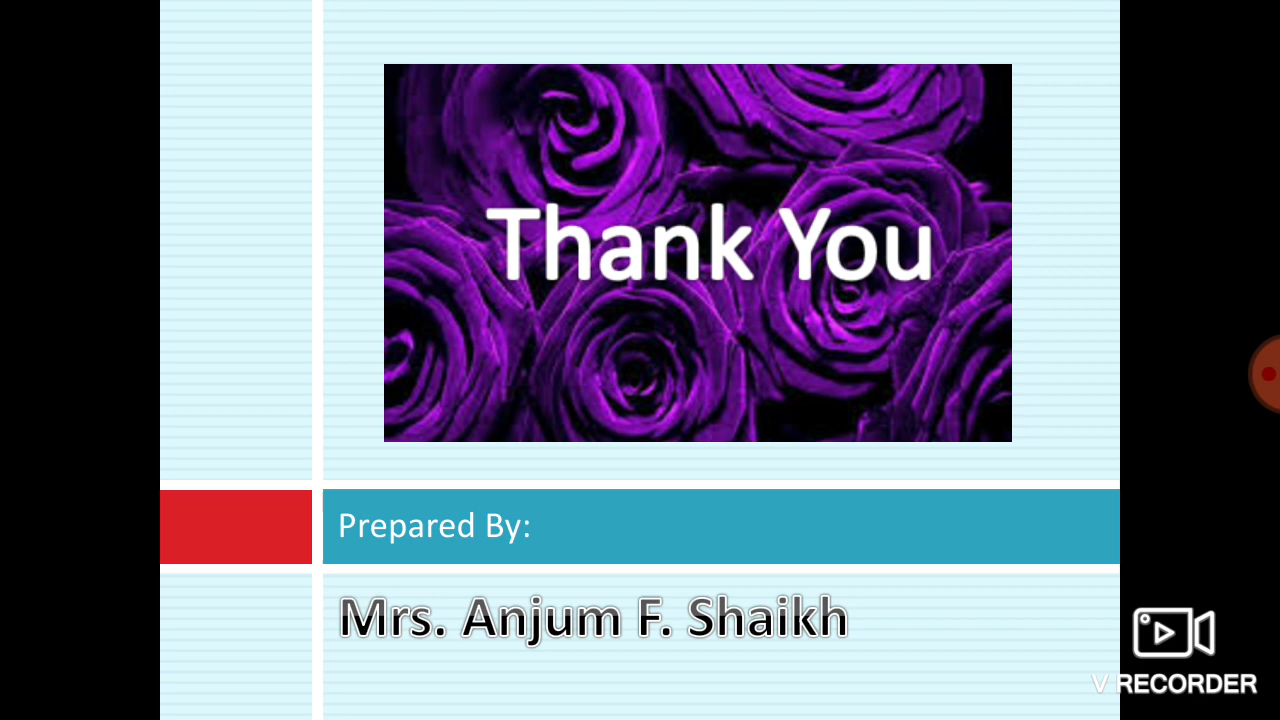 Thank You
Prepared By:
Mrs. Anjum F. Shaikh
V RECORDER